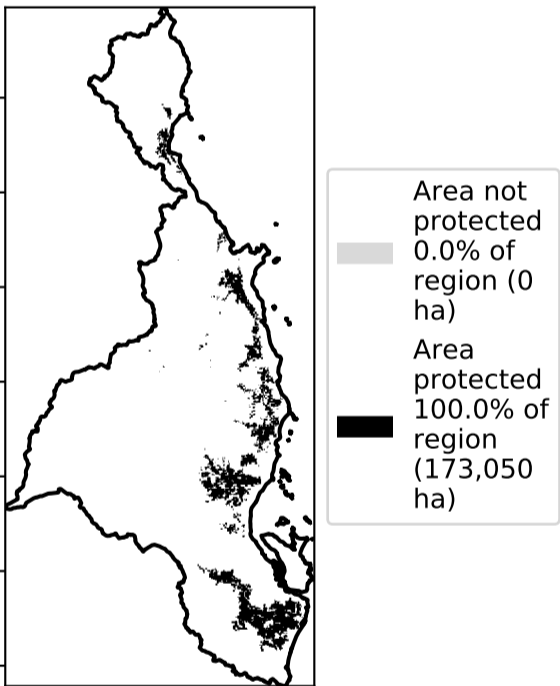 Area not
protected
0.0% of
region (0
ha)
Area
protected
100.0% of
region
(173,050
ha)